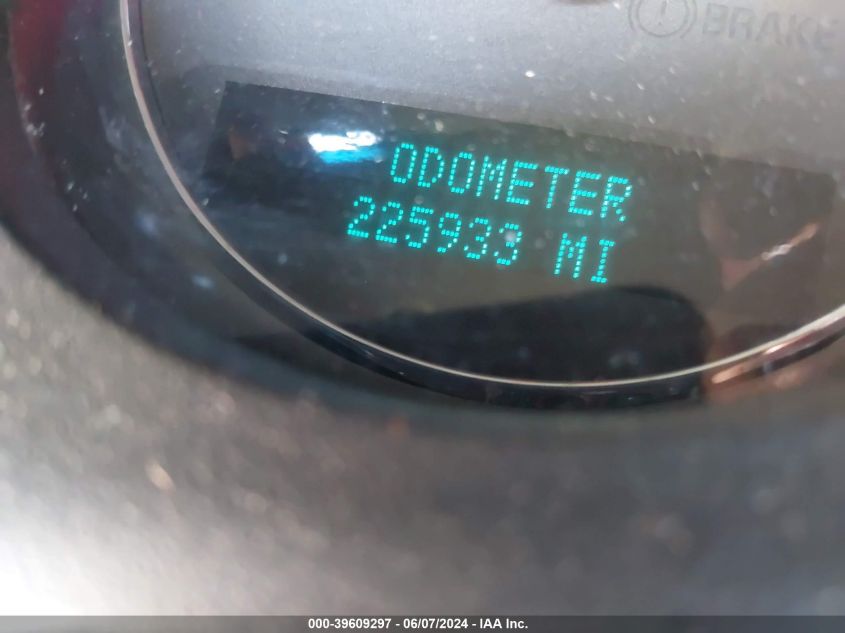 BRAKE
ODOMETER
225933 MI
000-39609297 - 06/07/2024 - IAA Inc.